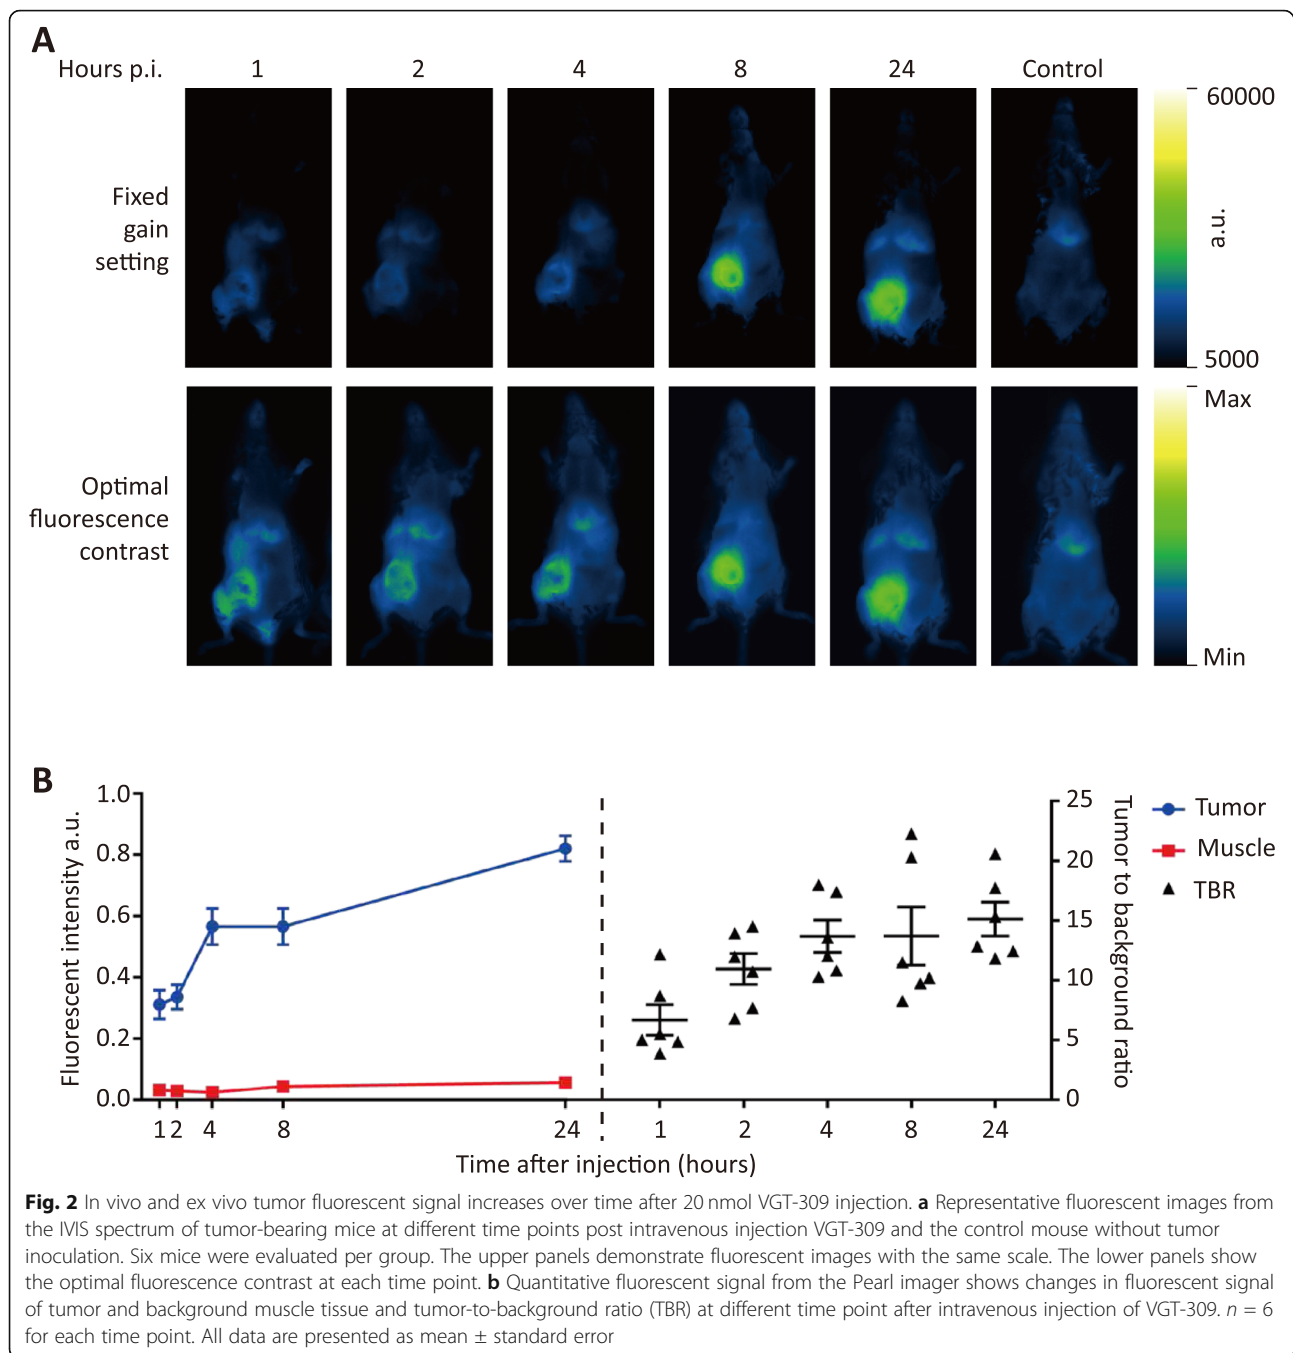 A
Hours p.i. 1 2 4 8 24 Control
Fixed
gain
setting
60000
a.u.
5000
Optimal
fluorescence
contrast
Max
Min
B
Fluorescent intensity a.u.
1.0
0.8
0.6
0.4
0.2
0.0
1 2 4 8 24
25
20
15
10
5
0
Tumor to background ratio
1 2 4 8 24
Time after injection (hours)
Tumor
Muscle
TBR
Fig. 2 In vivo and ex vivo tumor fluorescent signal increases over time after 20 nmol VGT-309 injection. a Representative fluorescent images from
the IVIS spectrum of tumor-bearing mice at different time points post intravenous injection VGT-309 and the control mouse without tumor
inoculation. Six mice were evaluated per group. The upper panels demonstrate fluorescent images with the same scale. The lower panels show
the optimal fluorescence contrast at each time point. b Quantitative fluorescent signal from the Pearl imager shows changes in fluorescent signal
of tumor and background muscle tissue and tumor-to-background ratio (TBR) at different time point after intravenous injection of VGT-309. n = 6
for each time point. All data are presented as mean ± standard error